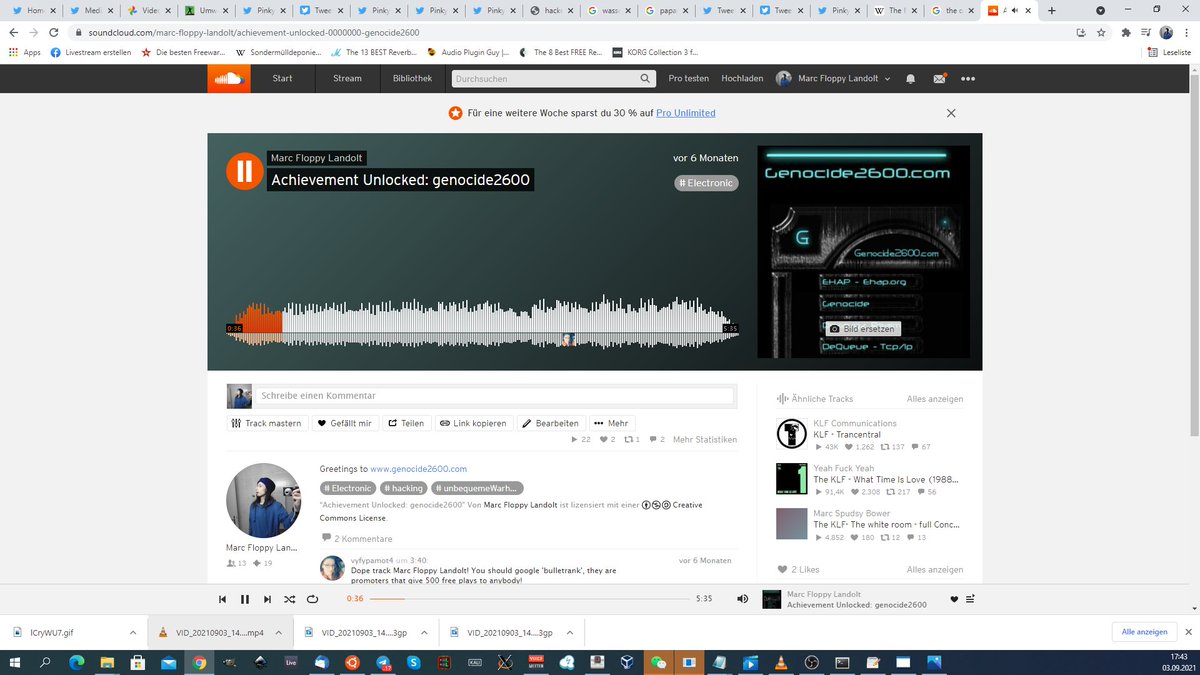 Home
Medi
Video
Umw
Pinky
Twee
Pinky
Pinky
Pinky
hack
wass
papa
Twee
Twee
Pinky
The
the c
soundcloud.com/marc-floppy-landolt/achievement-unlocked-0000000-genocide2600
Apps
Livestream erstellen
Die besten Freewar...
Sondermülldeponie...
The 13 BEST Reverb...
Audio Plugin Guy |...
The 8 Best FREE Re...
KORG Collection 3 f...
Leseliste
Start
Stream
Bibliothek
Durchsuchen
Pro testen
Hochladen
Marc Floppy Landolt
Für eine weitere Woche sparst du 30 % auf Pro Unlimited
Marc Floppy Landolt
vor 6 Monaten
Achievement Unlocked: genocide2600
# Electronic
Genocide2600.com
G
Genocide2600.com
EHAP - Ehap.org
Genocide
Bild ersetzen
DeQueue - Tcp/Ip
0:36
5:35
Schreibe einen Kommentar
Track mastern
Gefällt mir
Teilen
Link kopieren
Bearbeiten
Mehr
22
2
1
2
Mehr Statistiken
Greetings to www.genocide2600.com
# Electronic
# hacking
# unbequemeWarh...
"Achievement Unlocked: genocide2600" Von Marc Floppy Landolt ist lizensiert mit einer Creative
Commons License.
Marc Floppy Lan...
13
19
2 Kommentare
vyfypamot4 um 3:40
vor 6 Monaten
Dope track Marc Floppy Landolt! You should google 'bulletrank', they are
promoters that give 500 free plays to anybody!
Ähnliche Tracks
Alles anzeigen
KLF Communications
KLF - Trancentral
43K
1.262
137
67
Yeah Fuck Yeah
The KLF - What Time Is Love (1988...
91,4K
2.308
217
56
Marc Spudsy Bower
The KLF- The white room - full Conc...
4.852
180
12
13
2 Likes
Alles anzeigen
0:36
5:35
Marc Floppy Landolt
Achievement Unlocked: genocide2600
ICryWU7.gif
VID_20210903_14....mp4
VID_20210903_14....3gp
VID_20210903_14....3gp
Alle anzeigen
Live
17:43
03.09.2021